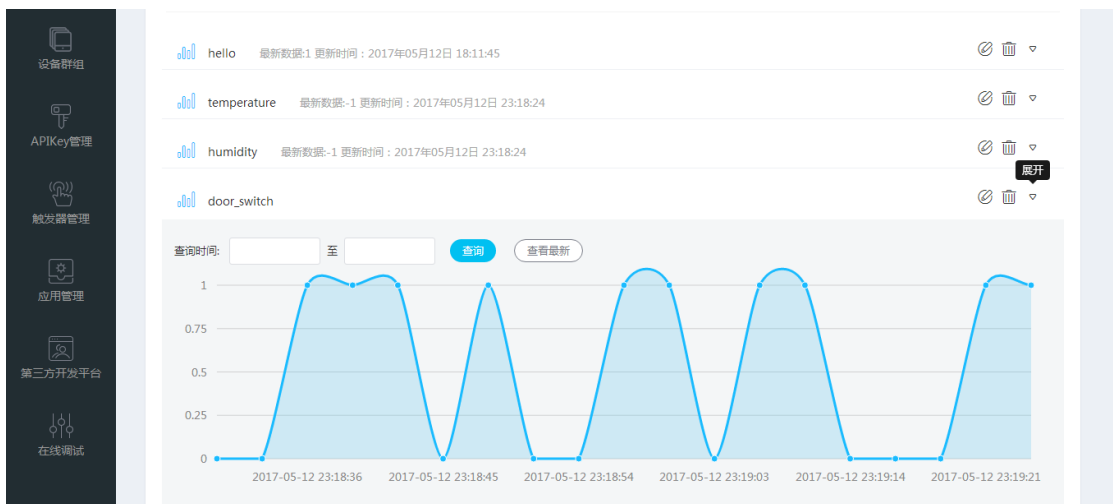 设备群组
APIKey管理
触发器管理
应用管理
第三方开发平台
在线调试
hello 最新数据:1 更新时间：2017年05月12日 18:11:45
temperature 最新数据:-1 更新时间：2017年05月12日 23:18:24
humidity 最新数据:-1 更新时间：2017年05月12日 23:18:24
展开
door_switch
查询时间: 至 查询 查看最新
1
0.75
0.5
0.25
0
2017-05-12 23:18:36 2017-05-12 23:18:45 2017-05-12 23:18:54 2017-05-12 23:19:03 2017-05-12 23:19:14 2017-05-12 23:19:21